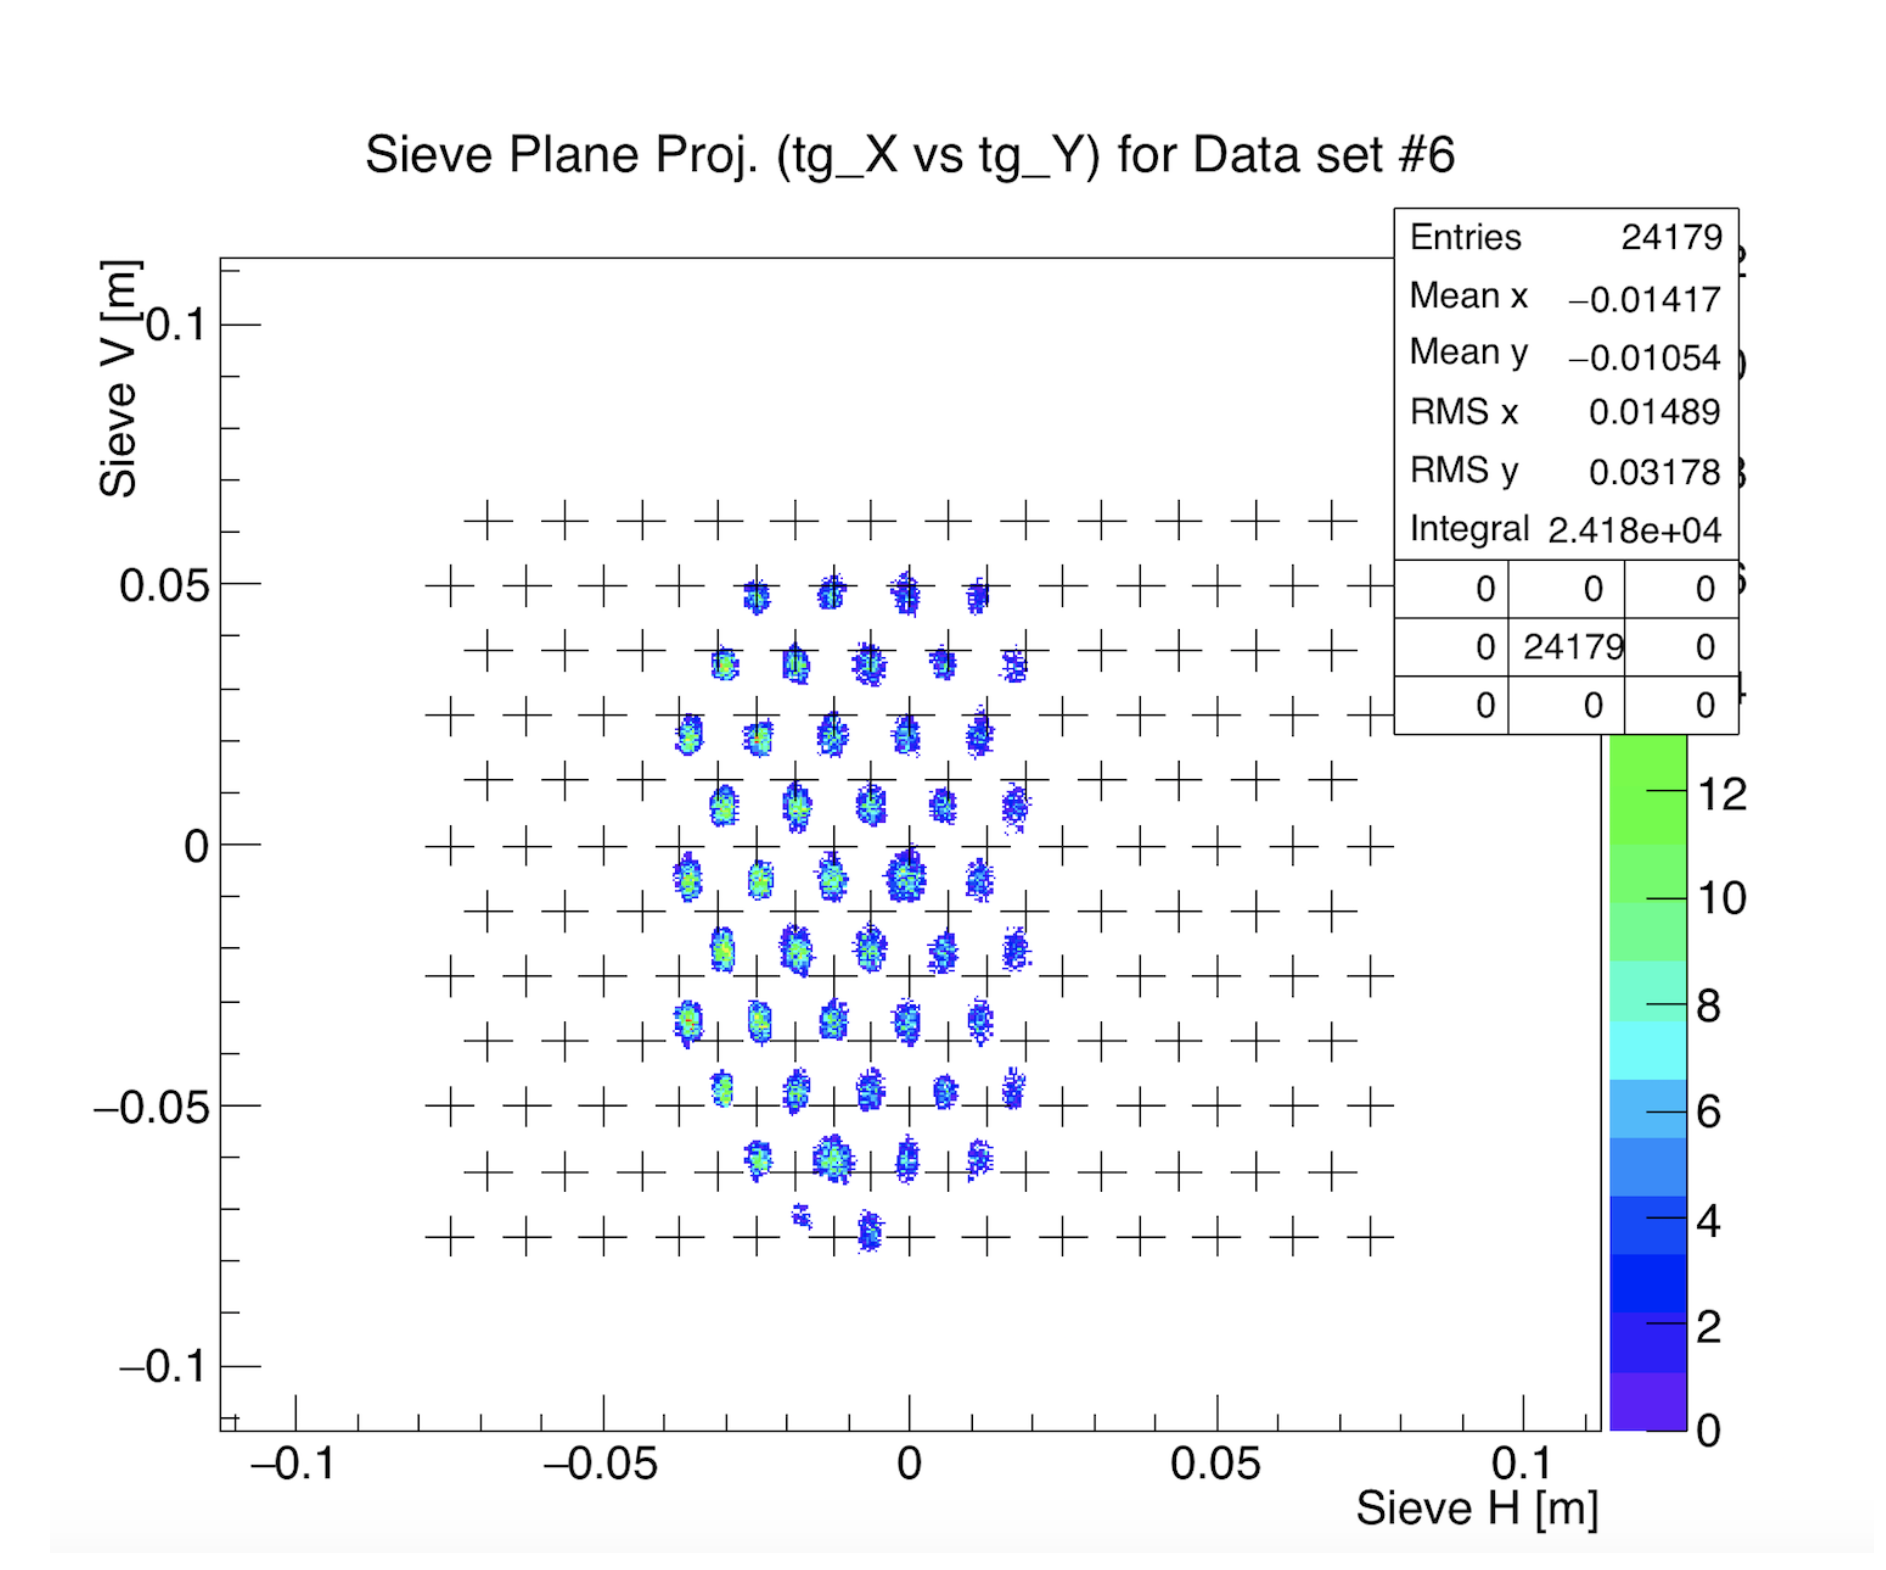 Sieve Plane Proj. (tg_X vs tg_Y) for Data set #6
Entries 24179
Mean x −0.01417
Mean y −0.01054
RMS x 0.01489
RMS y 0.03178
Integral 2.418e+04
0 0 0
0 24179 0
0 0 0
Sieve V [m]
0.1
0.05
0
−0.05
−0.1
12
10
8
6
4
2
0
−0.1 −0.05 0 0.05 0.1
Sieve H [m]